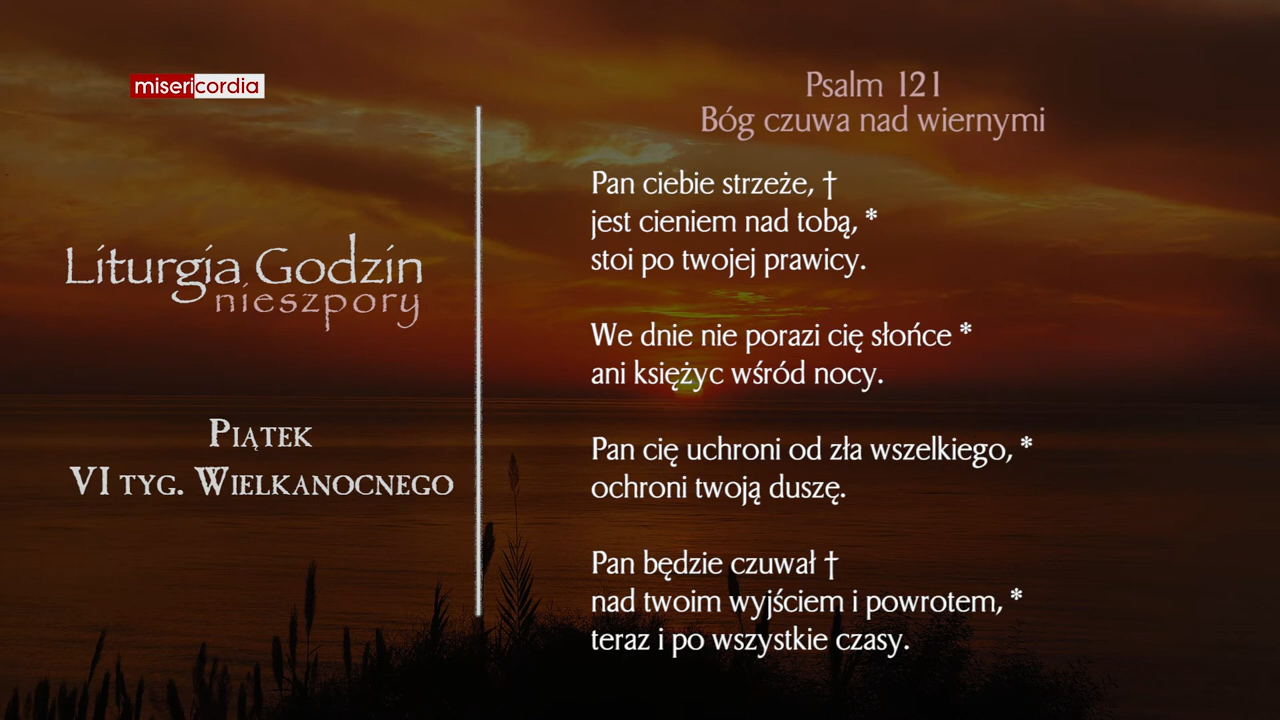 misericordia
Liturgia Godzin
nieszpory
Piątek
VI tyg. Wielkanocnego
Psalm 121
Bóg czuwa nad wiernymi
Pan ciebie strzeże, †
jest cieniem nad tobą, *
stoi po twojej prawicy.
We dnie nie porazi cię słońce *
ani księżyc wśród nocy.
Pan cię uchroni od zła wszelkiego, *
ochroni twoją duszę.
Pan będzie czuwał †
nad twoim wyjściem i powrotem, *
teraz i po wszystkie czasy.